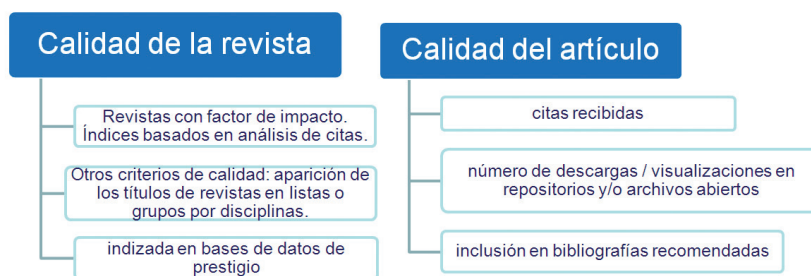 Calidad de la revista
Revistas con factor de impacto.
Índices basados en análisis de citas.
Otros criterios de calidad: aparición de
los títulos de revistas en listas o
grupos por disciplinas.
indizada en bases de datos de
prestigio
Calidad del artículo
citas recibidas
número de descargas / visualizaciones en
repositorios y/o archivos abiertos
inclusión en bibliografías recomendadas